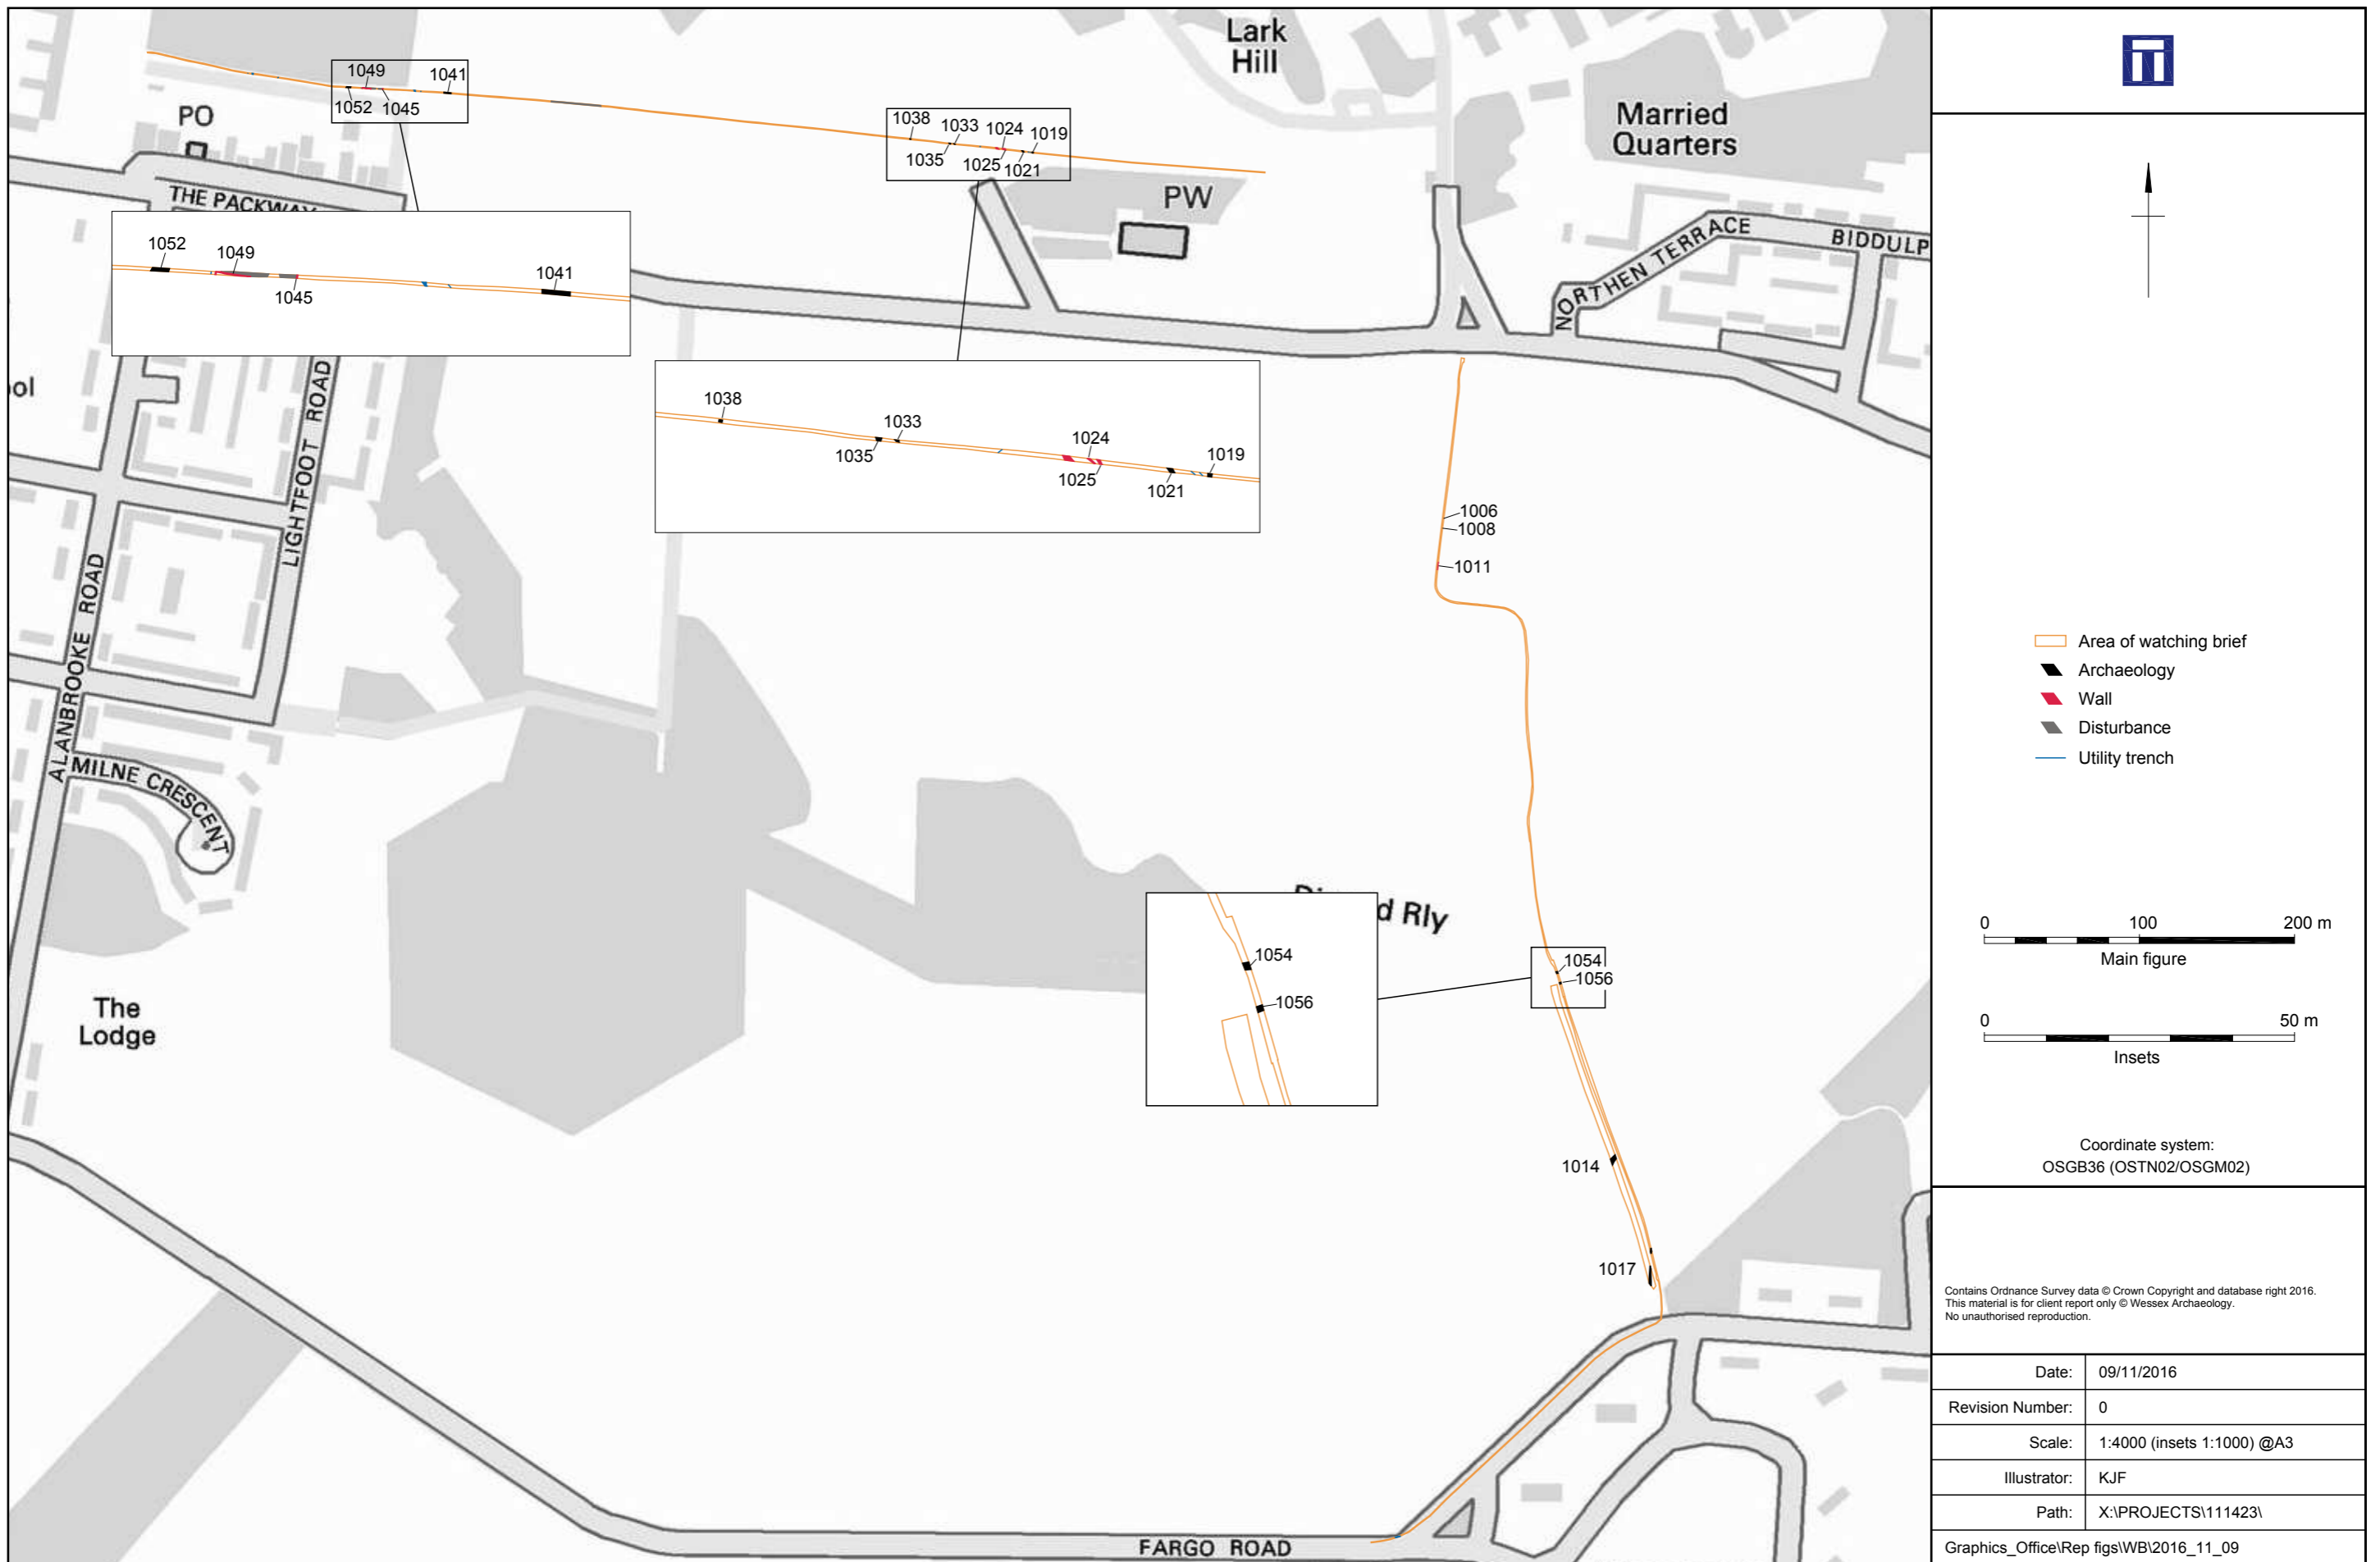 Lark
Hill
Married
Quarters
1049
1041
1052
1045
PO
1038
1033
1024
1019
1035
1025
1021
PW
THE PACKWAY
NORTHEN TERRACE
BIDDULP
1052
1049
1041
1045
ol
LIGHTFOOT ROAD
1038
1033
1024
1019
1035
1025
1021
1006
1008
1011
ALANBROOKE ROAD
MILNE CRESCENT
d Rly
1054
1056
1054
1056
The
Lodge
1014
1017
FARGO ROAD
Area of watching brief
Archaeology
Wall
Disturbance
Utility trench
0 100 200 m
Main figure
0 50 m
Insets
Coordinate system:
OSGB36 (OSTN02/OSGM02)
Contains Ordnance Survey data © Crown Copyright and database right 2016.
This material is for client report only © Wessex Archaeology.
No unauthorised reproduction.
Date: 09/11/2016
Revision Number: 0
Scale: 1:4000 (insets 1:1000) @A3
Illustrator: KJF
Path: X:\PROJECTS\111423\
Graphics_Office\Rep figs\WB\2016_11_09